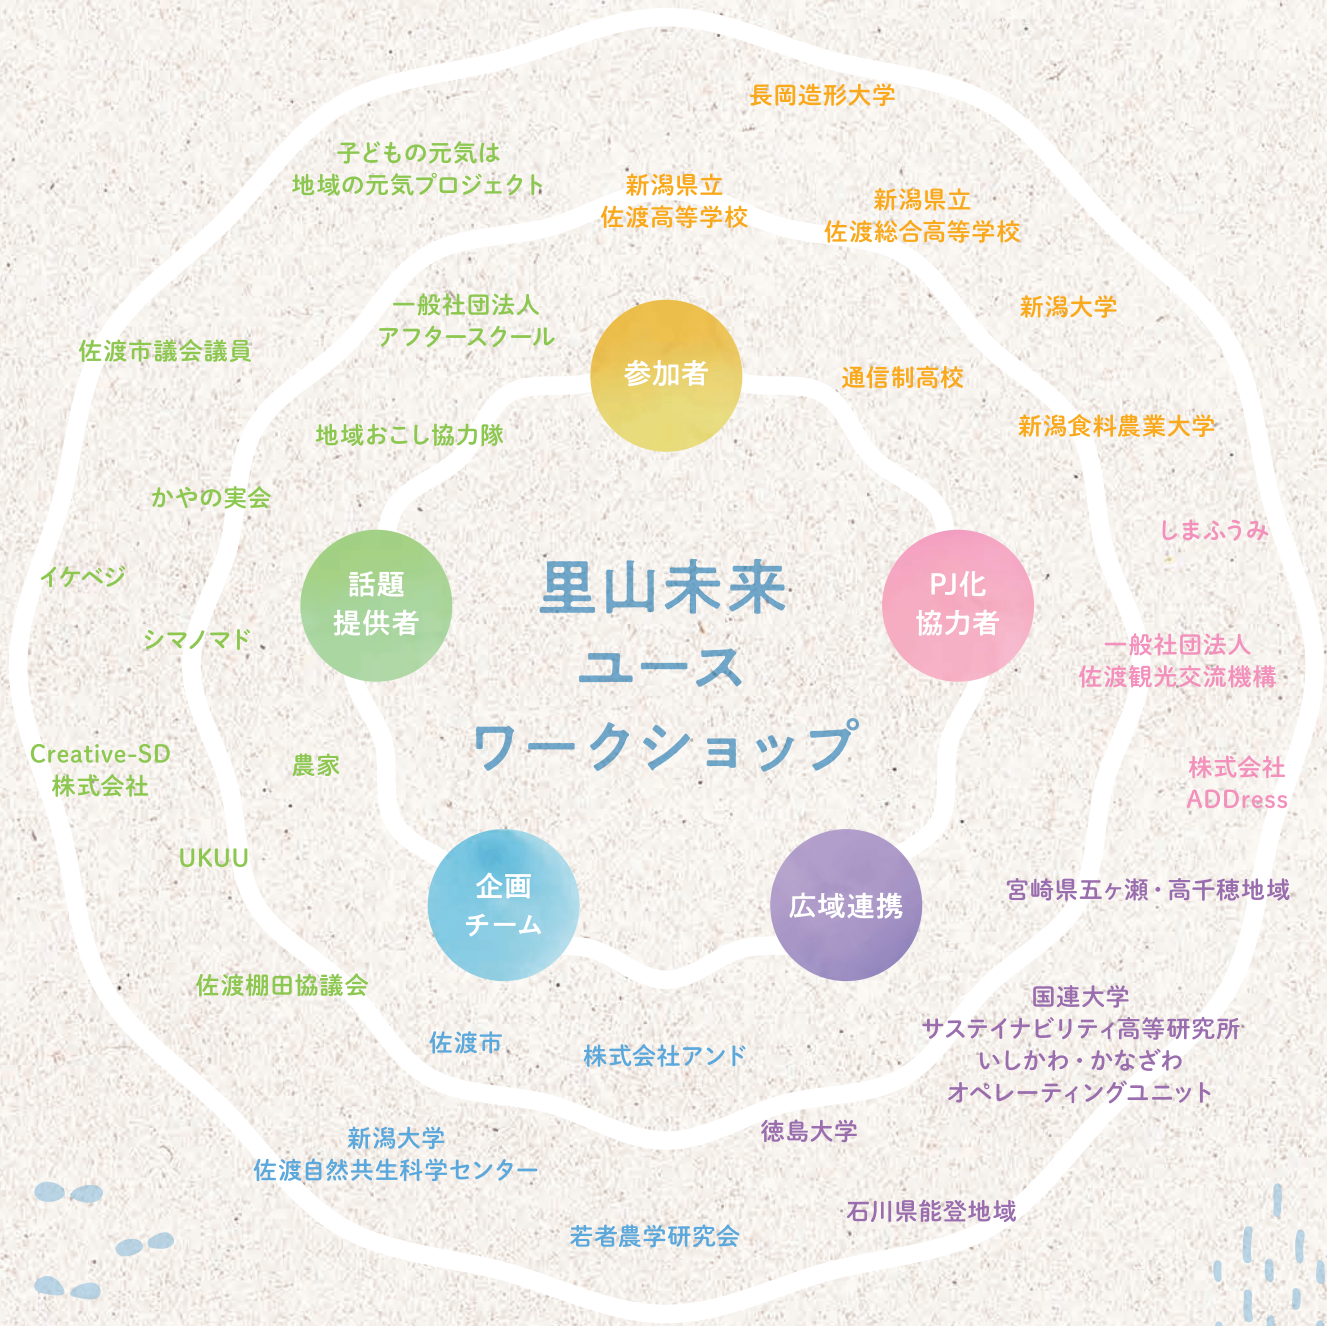 長岡造形大学
子どもの元気は
地域の元気プロジェクト
新潟県立
佐渡高等学校
新潟県立
佐渡総合高等学校
一般社団法人
アフタースクール
新潟大学
佐渡市議会議員
参加者
通信制高校
地域おこし協力隊
新潟食料農業大学
かやの実会
しまふうみ
イケベジ
話題
提供者
里山未来
ユース
ワークショップ
PJ化
協力者
シマノマド
一般社団法人
佐渡観光交流機構
Creative-SD
株式会社
農家
株式会社
ADDress
UKUU
企画
チーム
広域連携
宮崎県五ヶ瀬・高千穂地域
佐渡棚田協議会
国連大学
サステイナビリティ高等研究所
いしかわ・かなざわ
オペレーティングユニット
佐渡市
株式会社アンド
新潟大学
佐渡自然共生科学センター
徳島大学
石川県能登地域
若者農学研究会